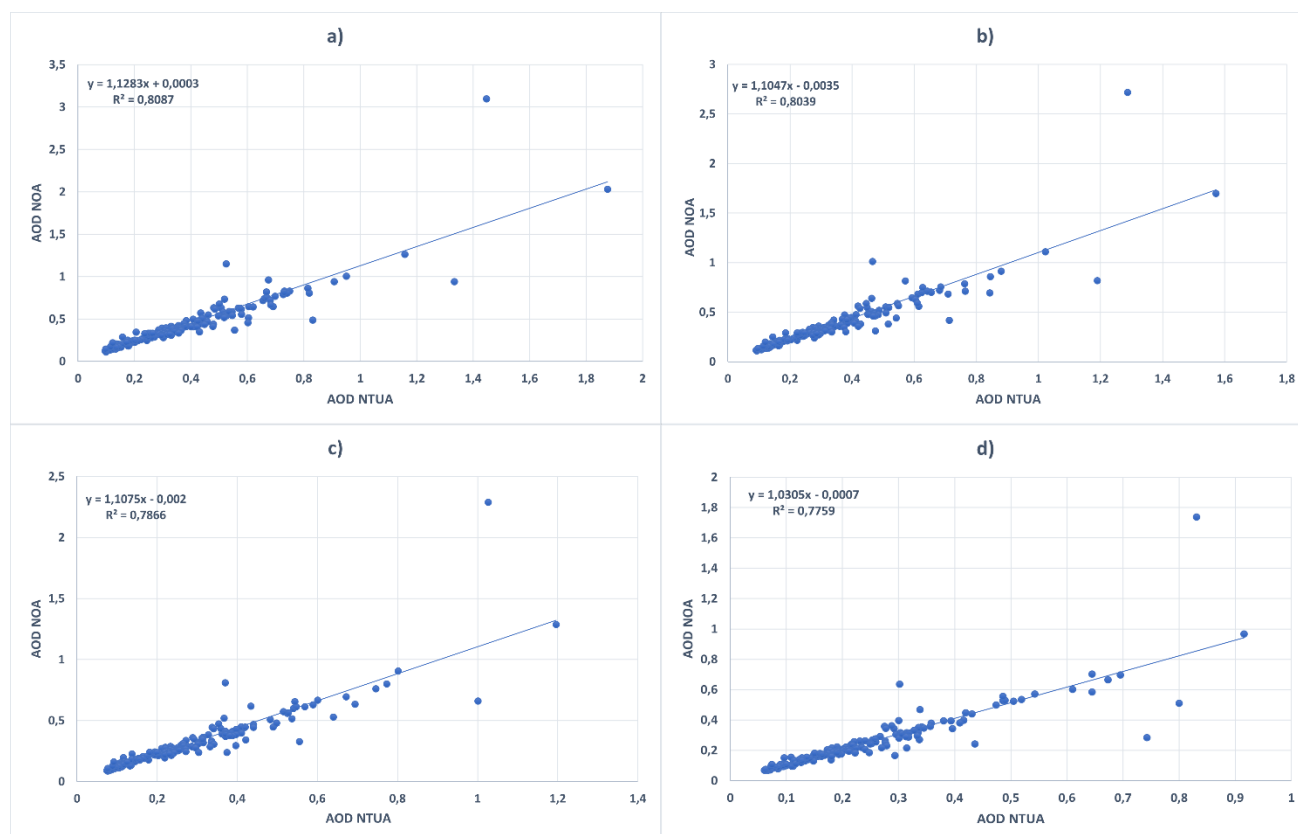 a)
y = 1,1283x + 0,0003
R² = 0,8087
3,5
3
2,5
2
1,5
1
0,5
0
AOD NOA
0 0,2 0,4 0,6 0,8 1 1,2 1,4 1,6 1,8 2
AOD NTUA
b)
y = 1,1047x - 0,0035
R² = 0,8039
3
2,5
2
1,5
1
0,5
0
AOD NOA
0 0,2 0,4 0,6 0,8 1 1,2 1,4 1,6 1,8
AOD NTUA
c)
y = 1,1075x - 0,002
R² = 0,7866
2,5
2
1,5
1
0,5
0
AOD NOA
0 0,2 0,4 0,6 0,8 1 1,2 1,4
AOD NTUA
d)
y = 1,0305x - 0,0007
R² = 0,7759
2
1,8
1,6
1,4
1,2
1
0,8
0,6
0,4
0,2
0
AOD NOA
0 0,1 0,2 0,3 0,4 0,5 0,6 0,7 0,8 0,9 1
AOD NTUA